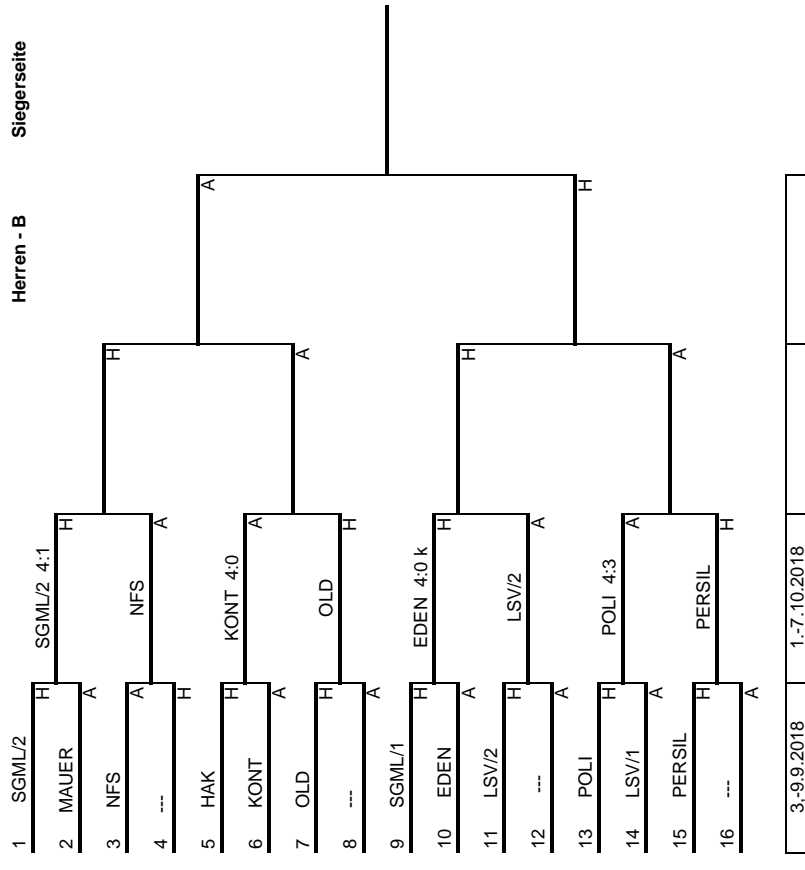 Herren - B Siegerseite
1 SGML/2
2 MAUER
3 NFS
4 ---
5 HAK
6 KONT
7 OLD
8 ---
9 SGML/1
10 EDEN
11 LSV/2
12 ---
13 POLI
14 LSV/1
15 PERSIL
16 ---
H
A
A
H
H
A
H
A
H
A
H
A
H
A
H
A
SGML/2 4:1
NFS
KONT 4:0
OLD
EDEN 4:0 k
LSV/2
POLI 4:3
PERSIL
H
A
A
H
H
A
A
H
H
A
H
A
A
H
3,-9.9.2018
1.-7.10.2018